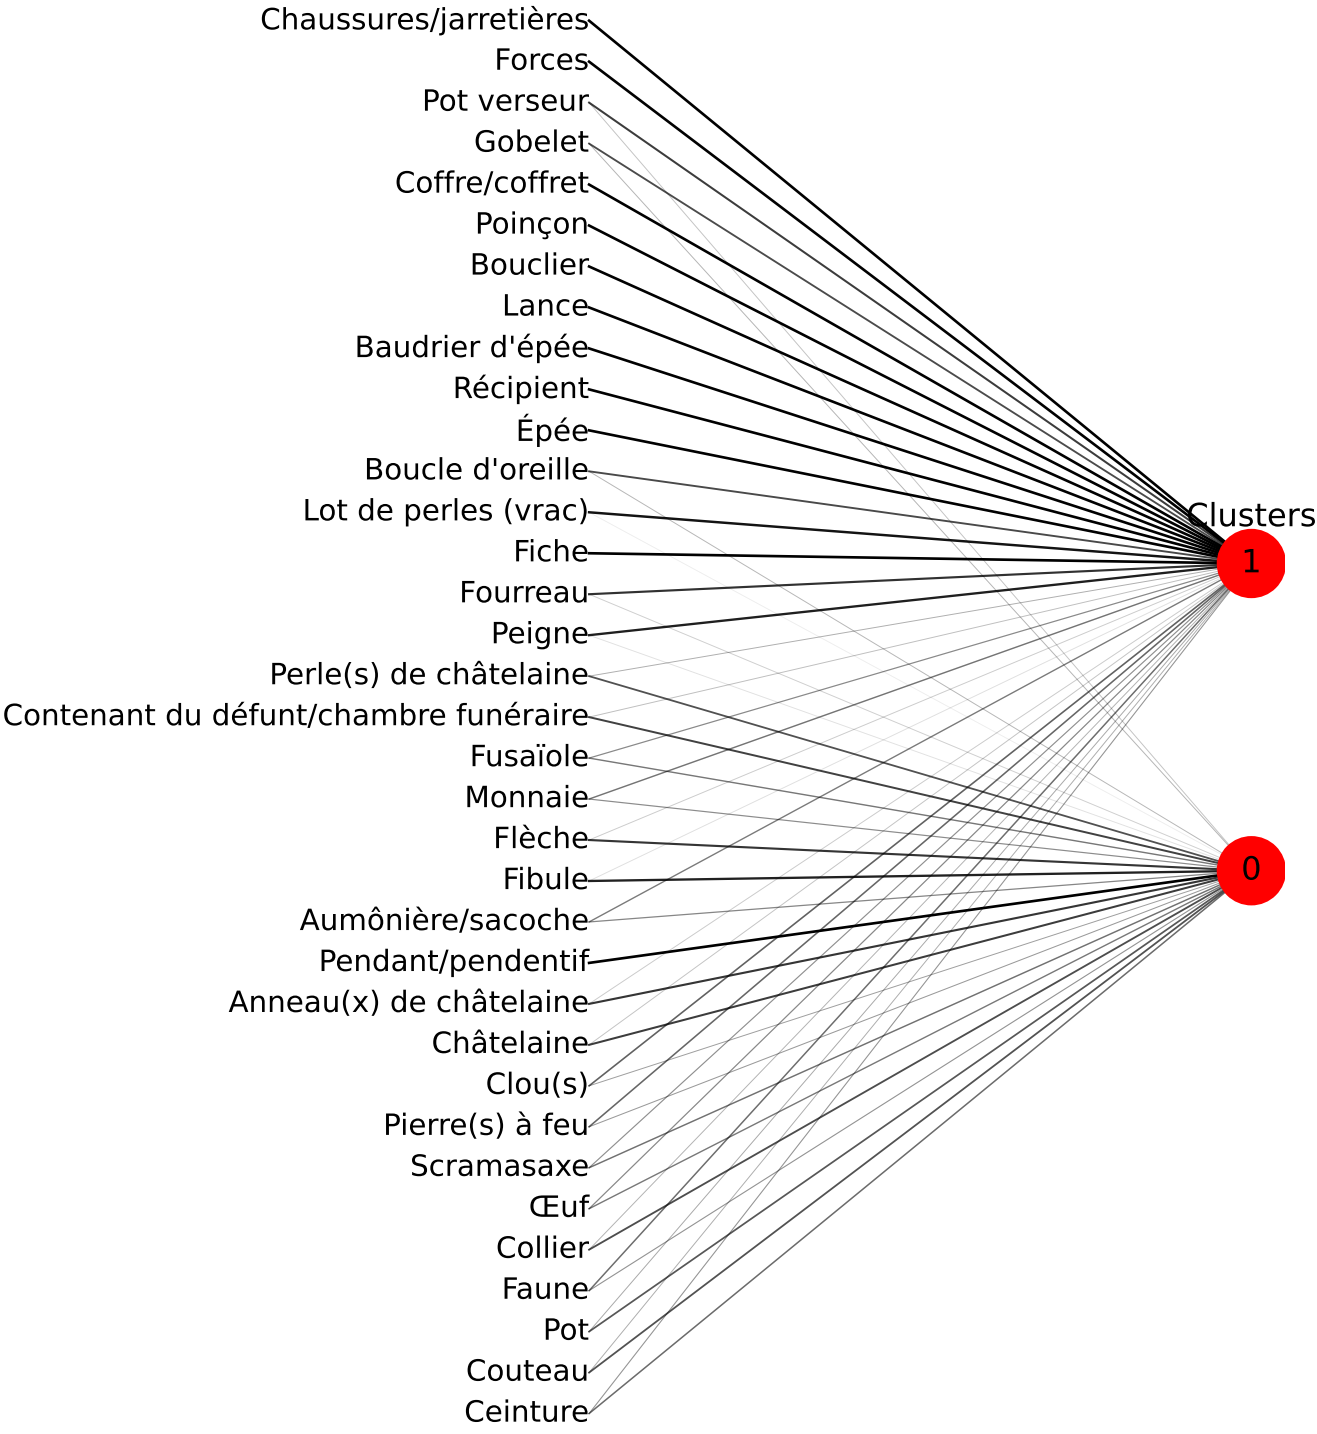 Chaussures/jarretières
Forces
Pot verseur
Gobelet
Coffre/coffret
Poinçon
Bouclier
Lance
Baudrier d'épée
Récipient
Épée
Boucle d'oreille
Lot de perles (vrac)
Clusters
Fiche
1
Fourreau
Peigne
Perle(s) de châtelaine
Contenant du défunt/chambre funéraire
Fusaïole
Monnaie
Flèche
0
Fibule
Aumônière/sacoche
Pendant/pendentif
Anneau(x) de châtelaine
Châtelaine
Clou(s)
Pierre(s) à feu
Scramasaxe
Œuf
Collier
Faune
Pot
Couteau
Ceinture